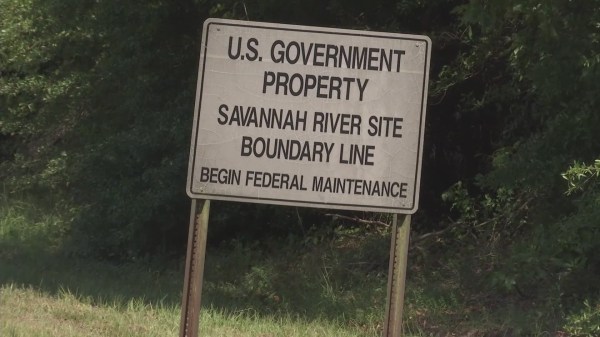 U.S. GOVERNMENT
PROPERTY
SAVANNAH RIVER SITE
BOUNDARY LINE
BEGIN FEDERAL MAINTENANCE